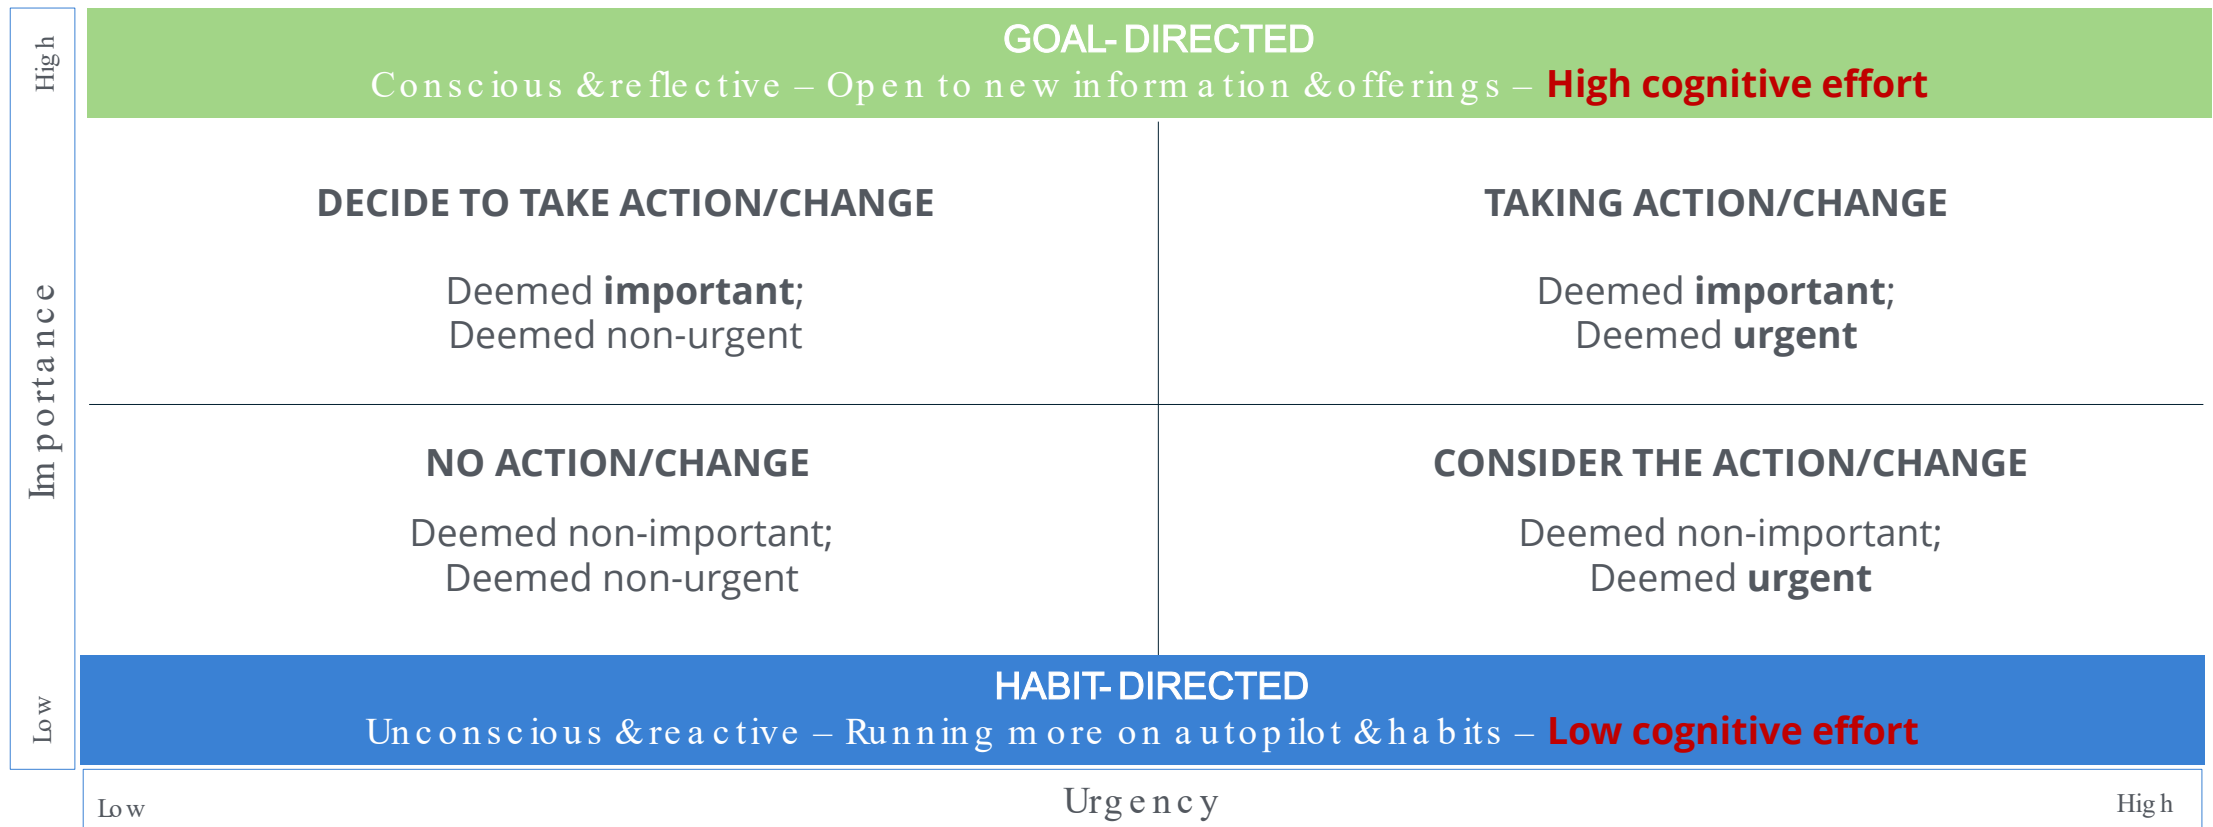 High
GOAL- DIRECTED
Conscious & reflective – Open to new information & offerings – High cognitive effort
DECIDE TO TAKE ACTION/CHANGE
Deemed important;
Deemed non-urgent
TAKING ACTION/CHANGE
Deemed important;
Deemed urgent
Importance
NO ACTION/CHANGE
Deemed non-important;
Deemed non-urgent
CONSIDER THE ACTION/CHANGE
Deemed non-important;
Deemed urgent
Low
HABIT- DIRECTED
Unconscious & reactive – Running more on autopilot & habits – Low cognitive effort
Low
Urgency
High